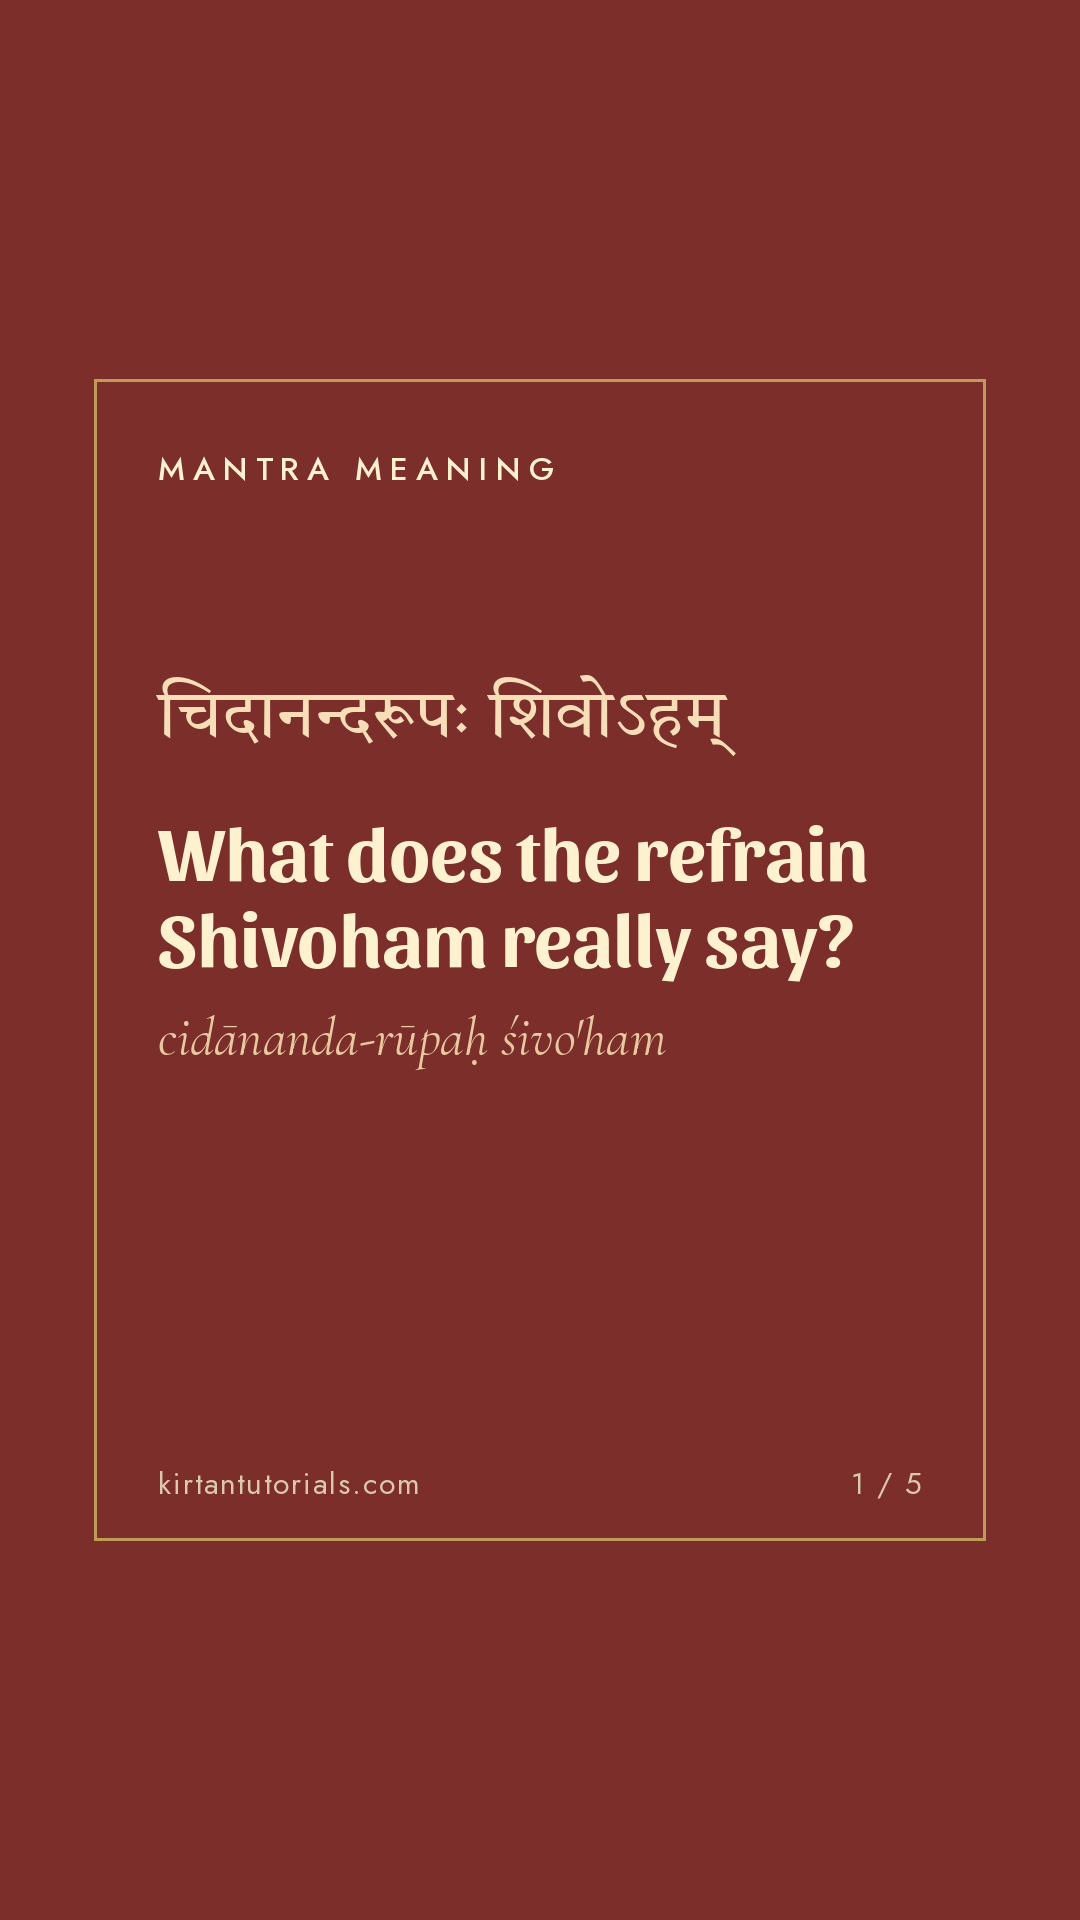 MANTRA MEANING
चिदानन्दरूपः शिवोऽहम्
What does the refrain
Shivoham really say?
cidānanda-rūpaḥ śivo'ham
kirtantutorials.com
1 / 5